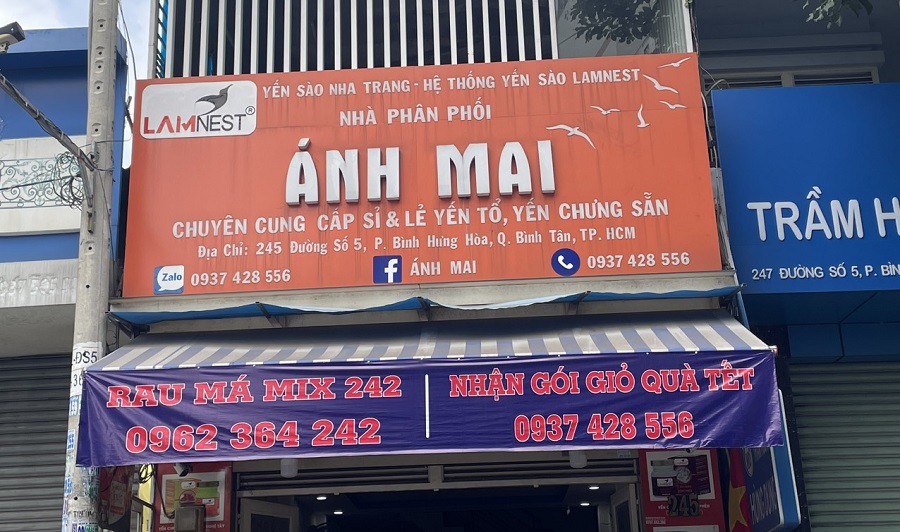 LAMNEST®
YẾN SÀO NHA TRANG - HỆ THỐNG YẾN SÀO LAMNEST
NHÀ PHÂN PHỐI
ÁNH MAI
CHUYÊN CUNG CẤP SỈ & LẺ YẾN TỔ, YẾN CHƯNG SẴN
Địa Chỉ: 245 Đường Số 5, P. Bình Hưng Hòa, Q. Bình Tân, TP. HCM
Zalo 0937 428 556
f ÁNH MAI
0937 428 556
TRẦM H
247 ĐƯỜNG SỐ 5, P. BÌ
RAU MÁ MIX 242
0962 364 242
NHẬN GÓI GIỎ QUÀ TẾT
0937 428 556
LAMNEST
245